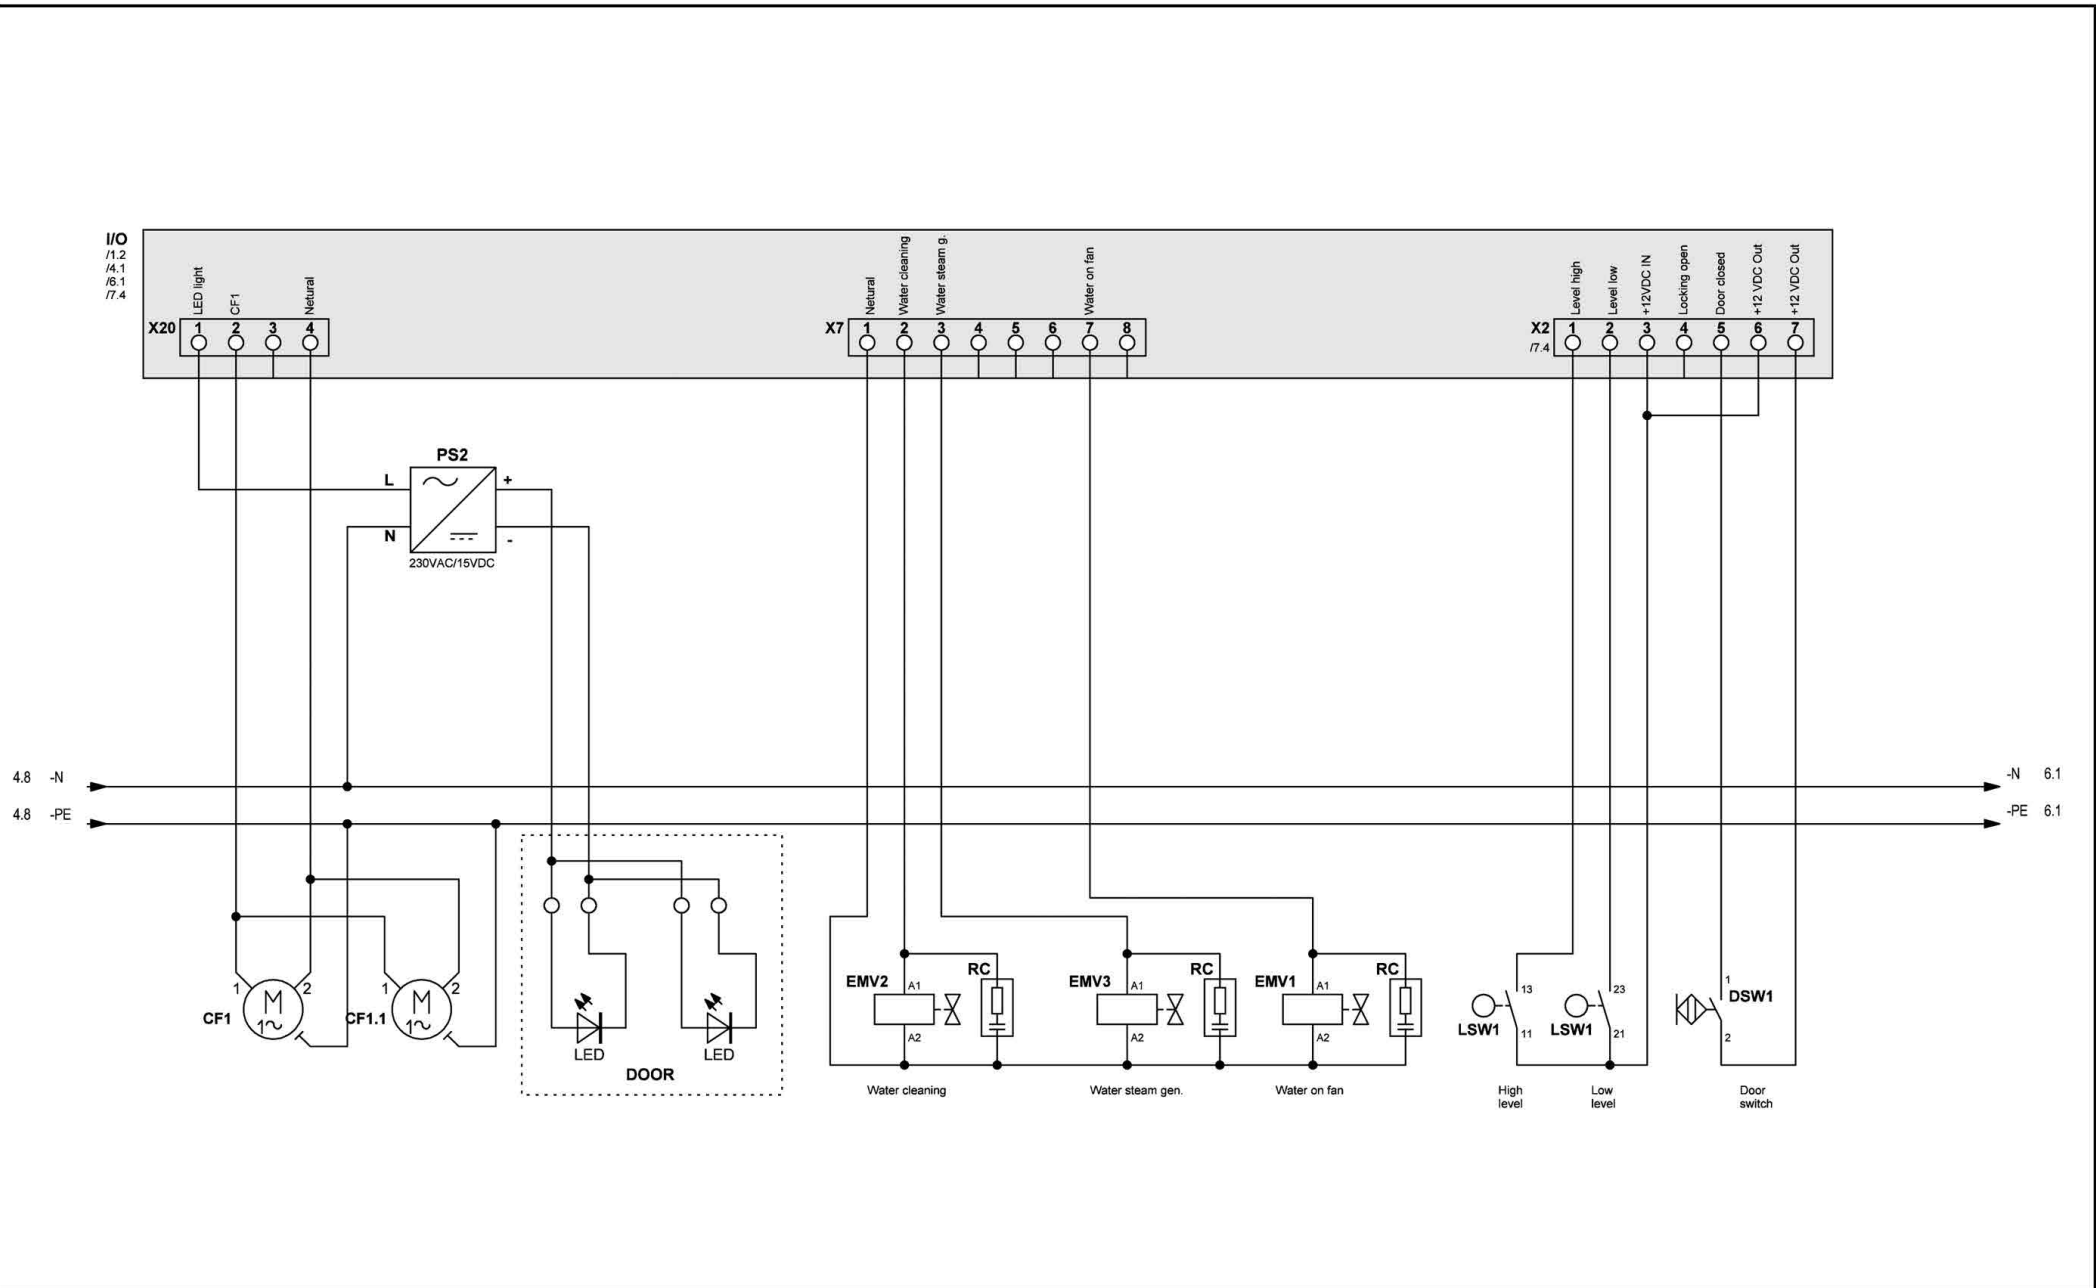 I/O
/1.2
/4.1
/6.1
/7.4
LED light
CF1
Netural
X20 1 2 3 4
Netural
Water cleaning
Water steam g.
Water on fan
X7 1 2 3 4 5 6 7 8
Level high
Level low
+12VDC IN
Locking open
Door closed
+12 VDC Out
+12 VDC Out
X2 1 2 3 4 5 6 7
/7.4
PS2
L +
N -
230VAC/15VDC
4.8 -N
-N 6.1
4.8 -PE
-PE 6.1
1 2
M
1
CF1
1 2
M
1
CF1.1
LED
LED
DOOR
EMV2
A1
A2
RC
Water cleaning
EMV3
A1
A2
RC
Water steam gen.
EMV1
A1
A2
RC
Water on fan
13
LSW1
11
High
level
23
LSW1
21
Low
level
1
DSW1
2
Door
switch